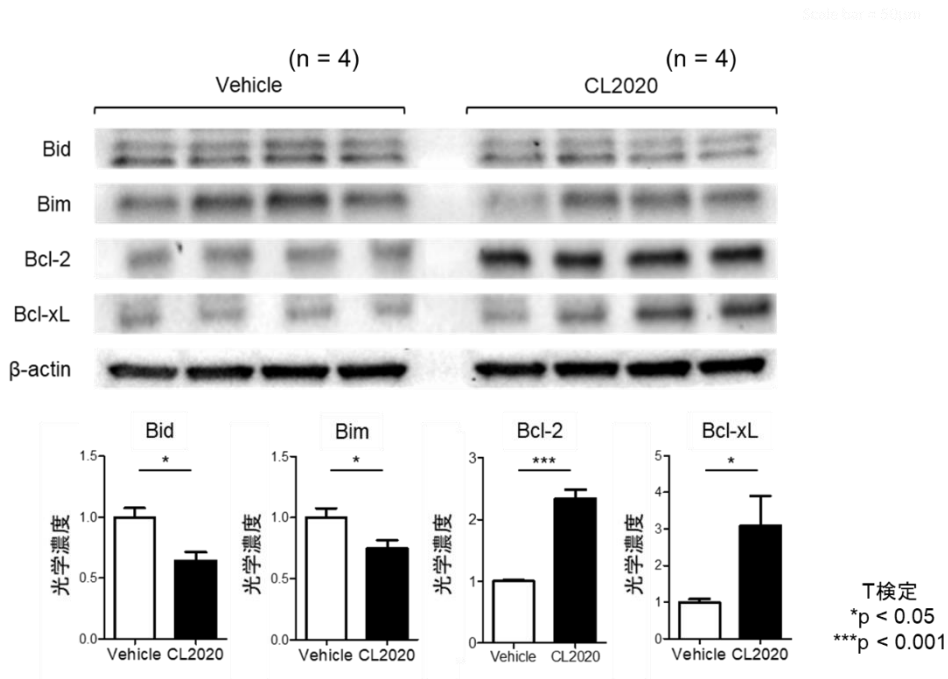 Scale bar = 50μm
(n = 4) (n = 4)
Vehicle CL2020
Bid
Bim
Bcl-2
Bcl-xL
β-actin
Bid Bim Bcl-2 Bcl-xL
光学濃度
1.5
1.0
0.5
0.0
*
Vehicle CL2020
光学濃度
1.5
1.0
0.5
0.0
*
Vehicle CL2020
光学濃度
3
2
1
0
***
Vehicle CL2020
光学濃度
5
4
3
2
1
0
*
Vehicle CL2020
T検定
*p < 0.05
***p < 0.001